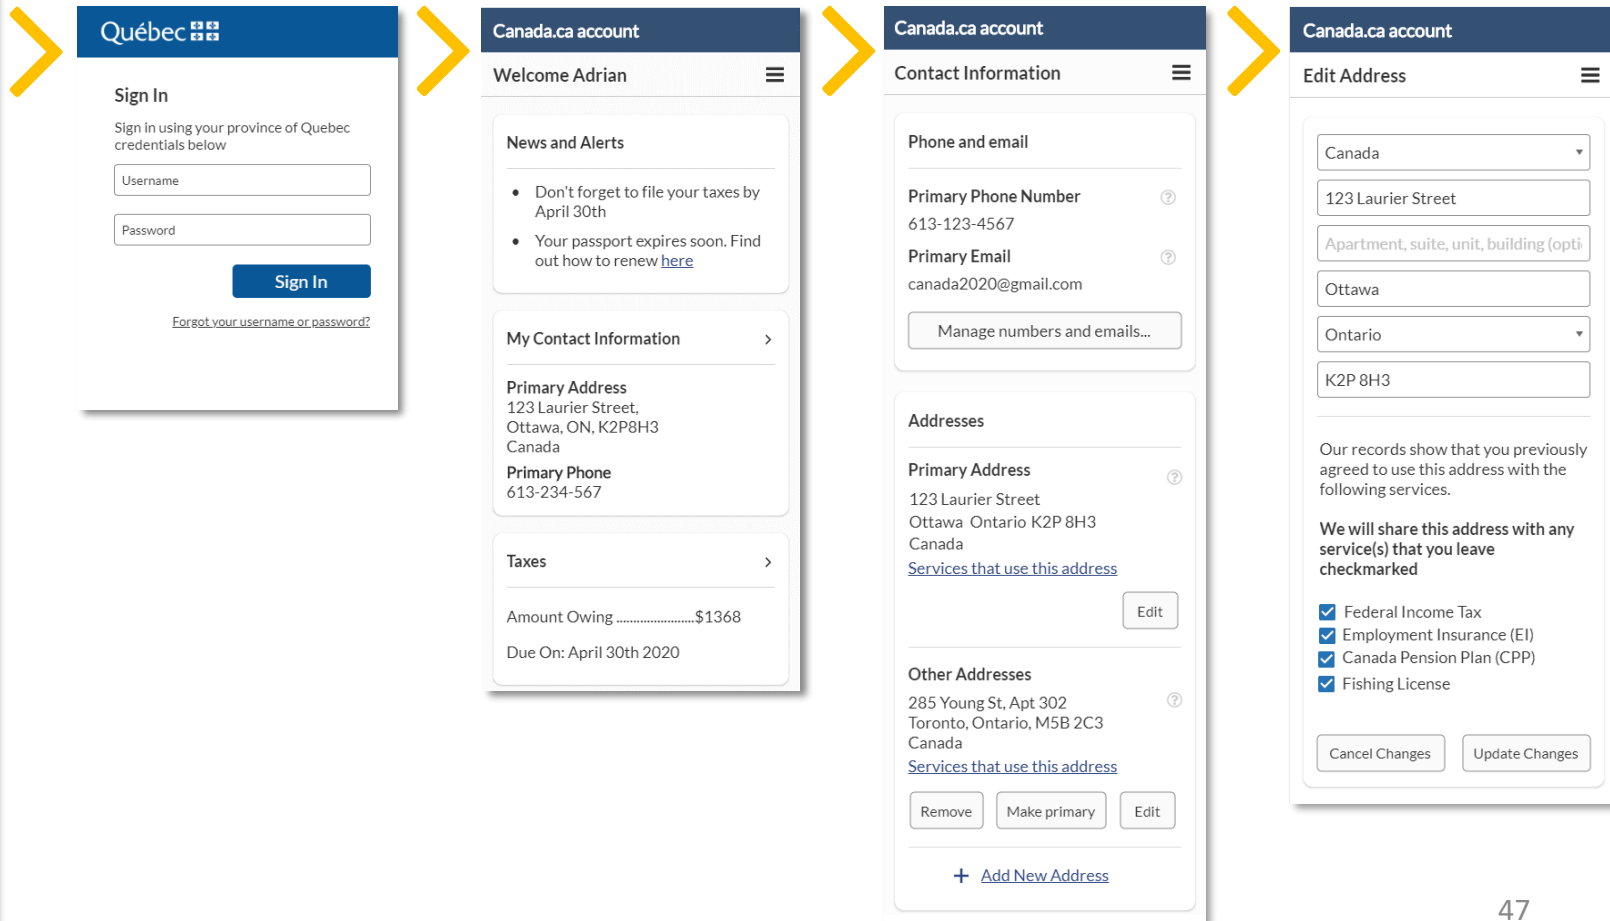 Québec
Sign In
Sign in using your province of Quebec
credentials below
Username
Password
Sign In
Forgot your username or password?
Canada.ca account
Welcome Adrian
News and Alerts
• Don't forget to file your taxes by
April 30th
• Your passport expires soon. Find
out how to renew here
My Contact Information
Primary Address
123 Laurier Street,
Ottawa, ON, K2P8H3
Canada
Primary Phone
613-234-567
Taxes
Amount Owing .......................$1368
Due On: April 30th 2020
Canada.ca account
Contact Information
Phone and email
Primary Phone Number
613-123-4567
Primary Email
canada2020@gmail.com
Manage numbers and emails...
Addresses
Primary Address
123 Laurier Street
Ottawa Ontario K2P 8H3
Canada
Services that use this address
Edit
Other Addresses
285 Young St, Apt 302
Toronto, Ontario, M5B 2C3
Canada
Services that use this address
Remove Make primary Edit
+ Add New Address
Canada.ca account
Edit Address
Canada
123 Laurier Street
Apartment, suite, unit, building (opti
Ottawa
Ontario
K2P 8H3
Our records show that you previously
agreed to use this address with the
following services.
We will share this address with any
service(s) that you leave
checkmarked
Federal Income Tax
Employment Insurance (EI)
Canada Pension Plan (CPP)
Fishing License
Cancel Changes Update Changes
47